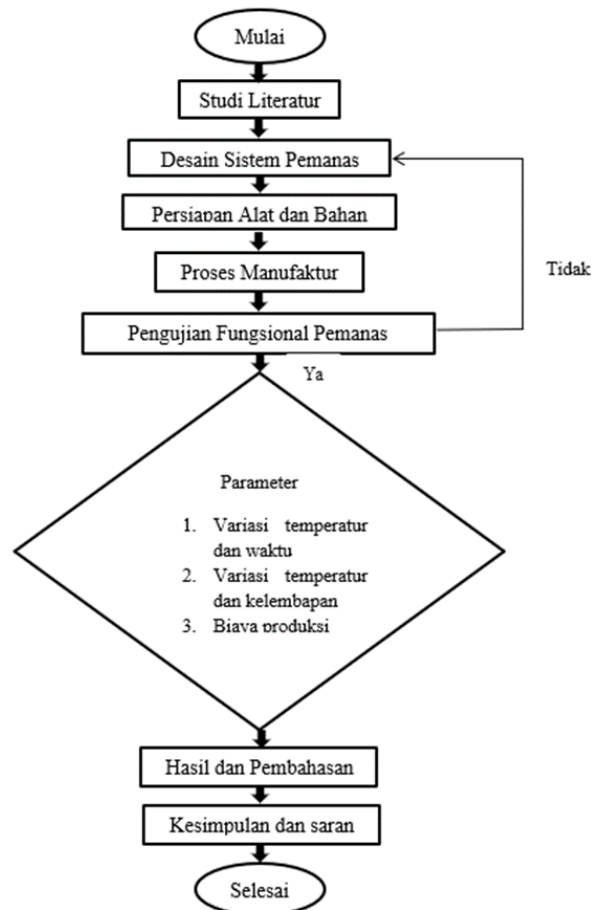 Mulai
Studi Literatur
Desain Sistem Pemanas
Persiapan Alat dan Bahan
Proses Manufaktur
Tidak
Pengujian Fungsional Pemanas
Ya
Parameter
1. Variasi temperatur
dan waktu
2. Variasi temperatur
dan kelembapan
3. Biaya produksi
Hasil dan Pembahasan
Kesimpulan dan saran
Selesai